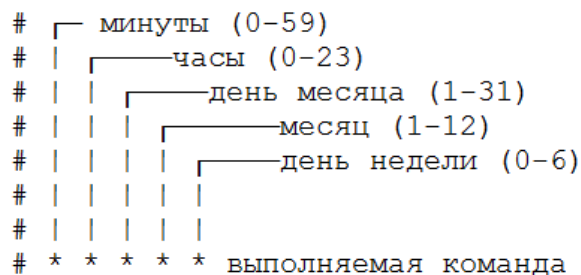 # ┌─ минуты (0-59)
# | ┌────часы (0-23)
# | | ┌────день месяца (1-31)
# | | | ┌─────месяц (1-12)
# | | | | ┌────день недели (0-6)
# | | | | |
# | | | | |
# * * * * * выполняемая команда